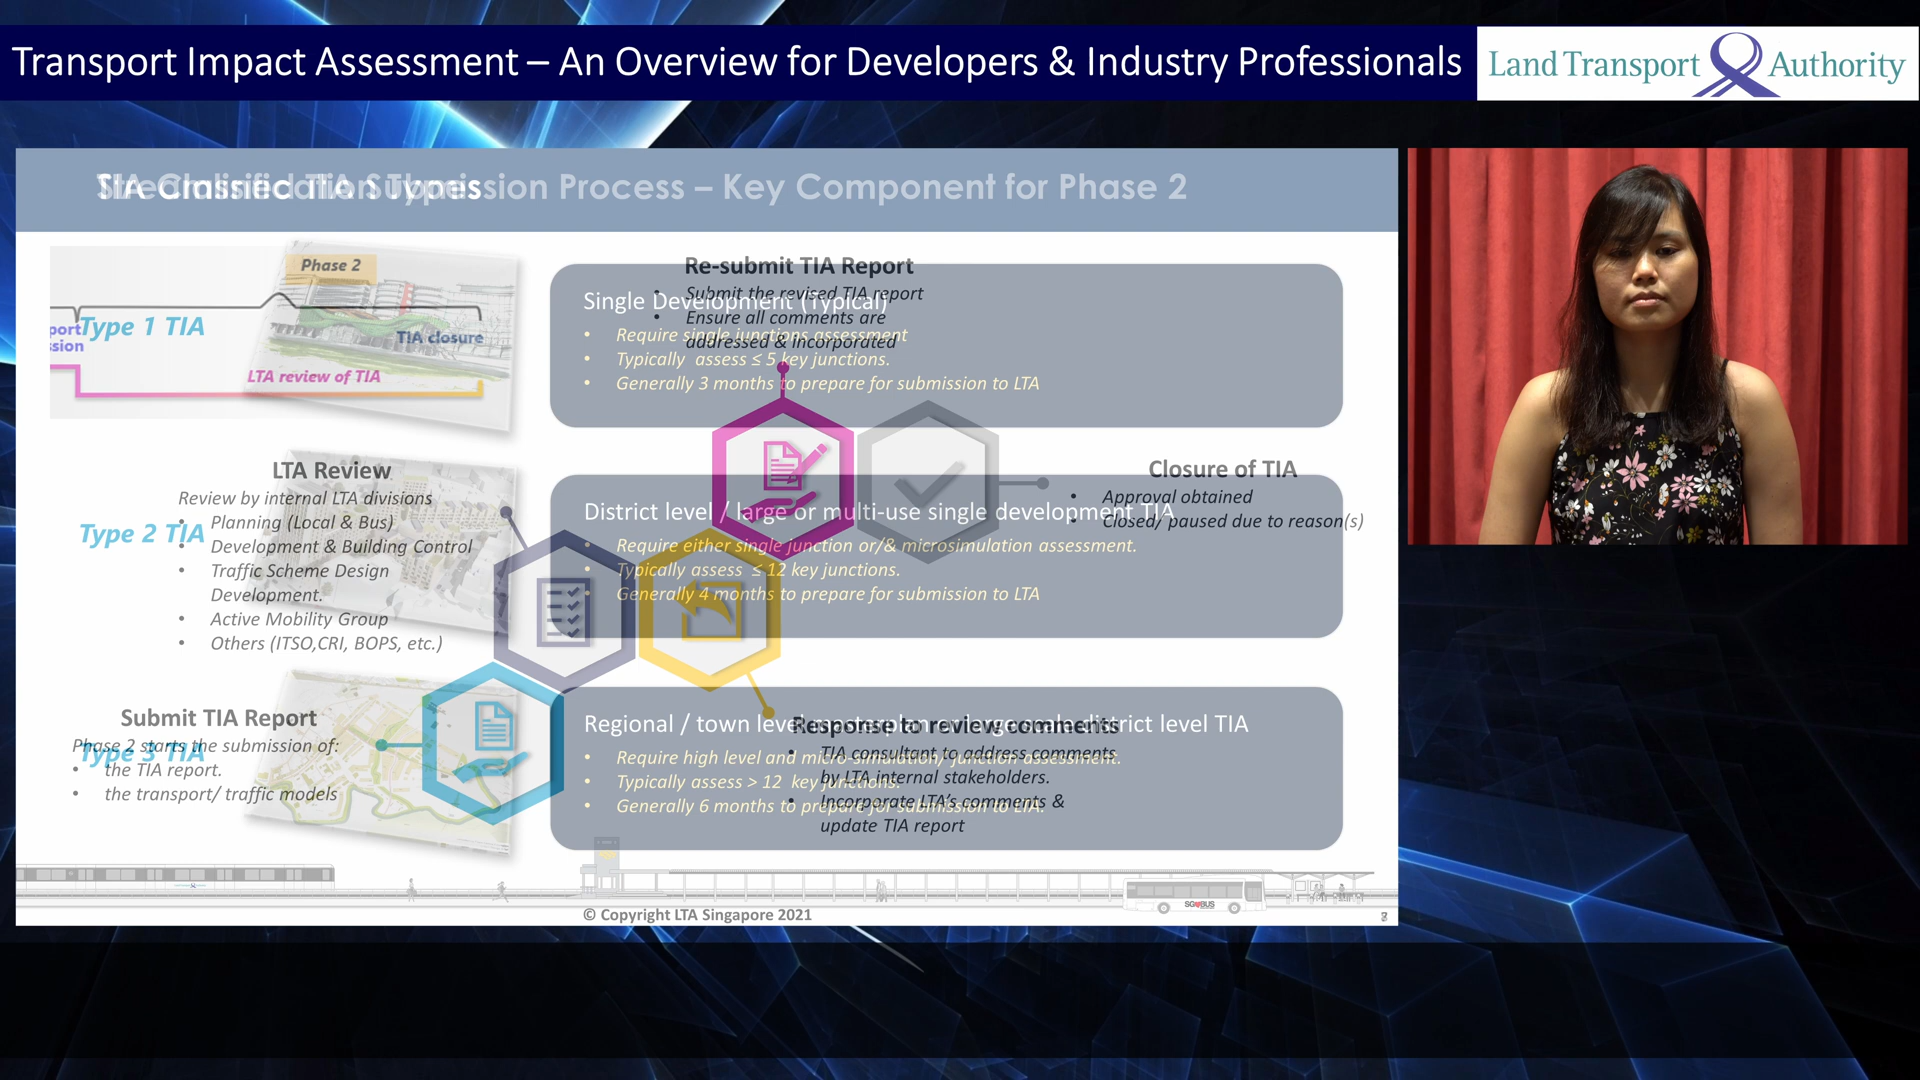 Transport Impact Assessment – An Overview for Developers & Industry Professionals
Land Transport Authority
Streamlined TIA Submission Process – Key Component for Phase 2
TIA Classification Types
Phase 2
TIA closure
LTA review of TIA
Type 1 TIA
Single Development (Typical)
• Require single junctions assessment
• Typically assess ≤ 5 key junctions.
• Generally 3 months to prepare for submission to LTA
Re-submit TIA Report
• Submit the revised TIA report
• Ensure all comments are
addressed & incorporated
LTA Review
Review by internal LTA divisions
• Planning (Local & Bus)
• Development & Building Control
• Traffic Scheme Design
Development.
• Active Mobility Group
• Others (ITSO,CRI, BOPS, etc.)
Type 2 TIA
District level / large or multi-use single development TIA
• Require either single junction or/& microsimulation assessment.
• Typically assess ≤ 12 key junctions.
• Generally 4 months to prepare for submission to LTA
Closure of TIA
• Approval obtained
• Closed/ paused due to reason(s)
Submit TIA Report
Phase 2 starts the submission of:
• the TIA report.
• the transport/ traffic models
Type 3 TIA
Regional / town level masterplan or large scale district level TIA
• Require high level and micro-simulation/ junction assessment.
• Typically assess > 12 key junctions.
• Generally 6 months to prepare for submission to LTA.
Response to review comments
• TIA consultant to address comments
by LTA internal stakeholders.
• Incorporate LTA's comments &
update TIA report
SG♥BUS
© Copyright LTA Singapore 2021